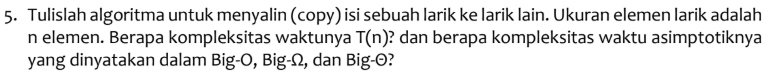 5. Tulislah algoritma untuk menyalin (copy) isi sebuah larik ke larik lain. Ukuran elemen larik adalah
n elemen. Berapa kompleksitas waktunya T(n)? dan berapa kompleksitas waktu asimptotiknya
yang dinyatakan dalam Big-O, Big-Ω, dan Big-Θ?